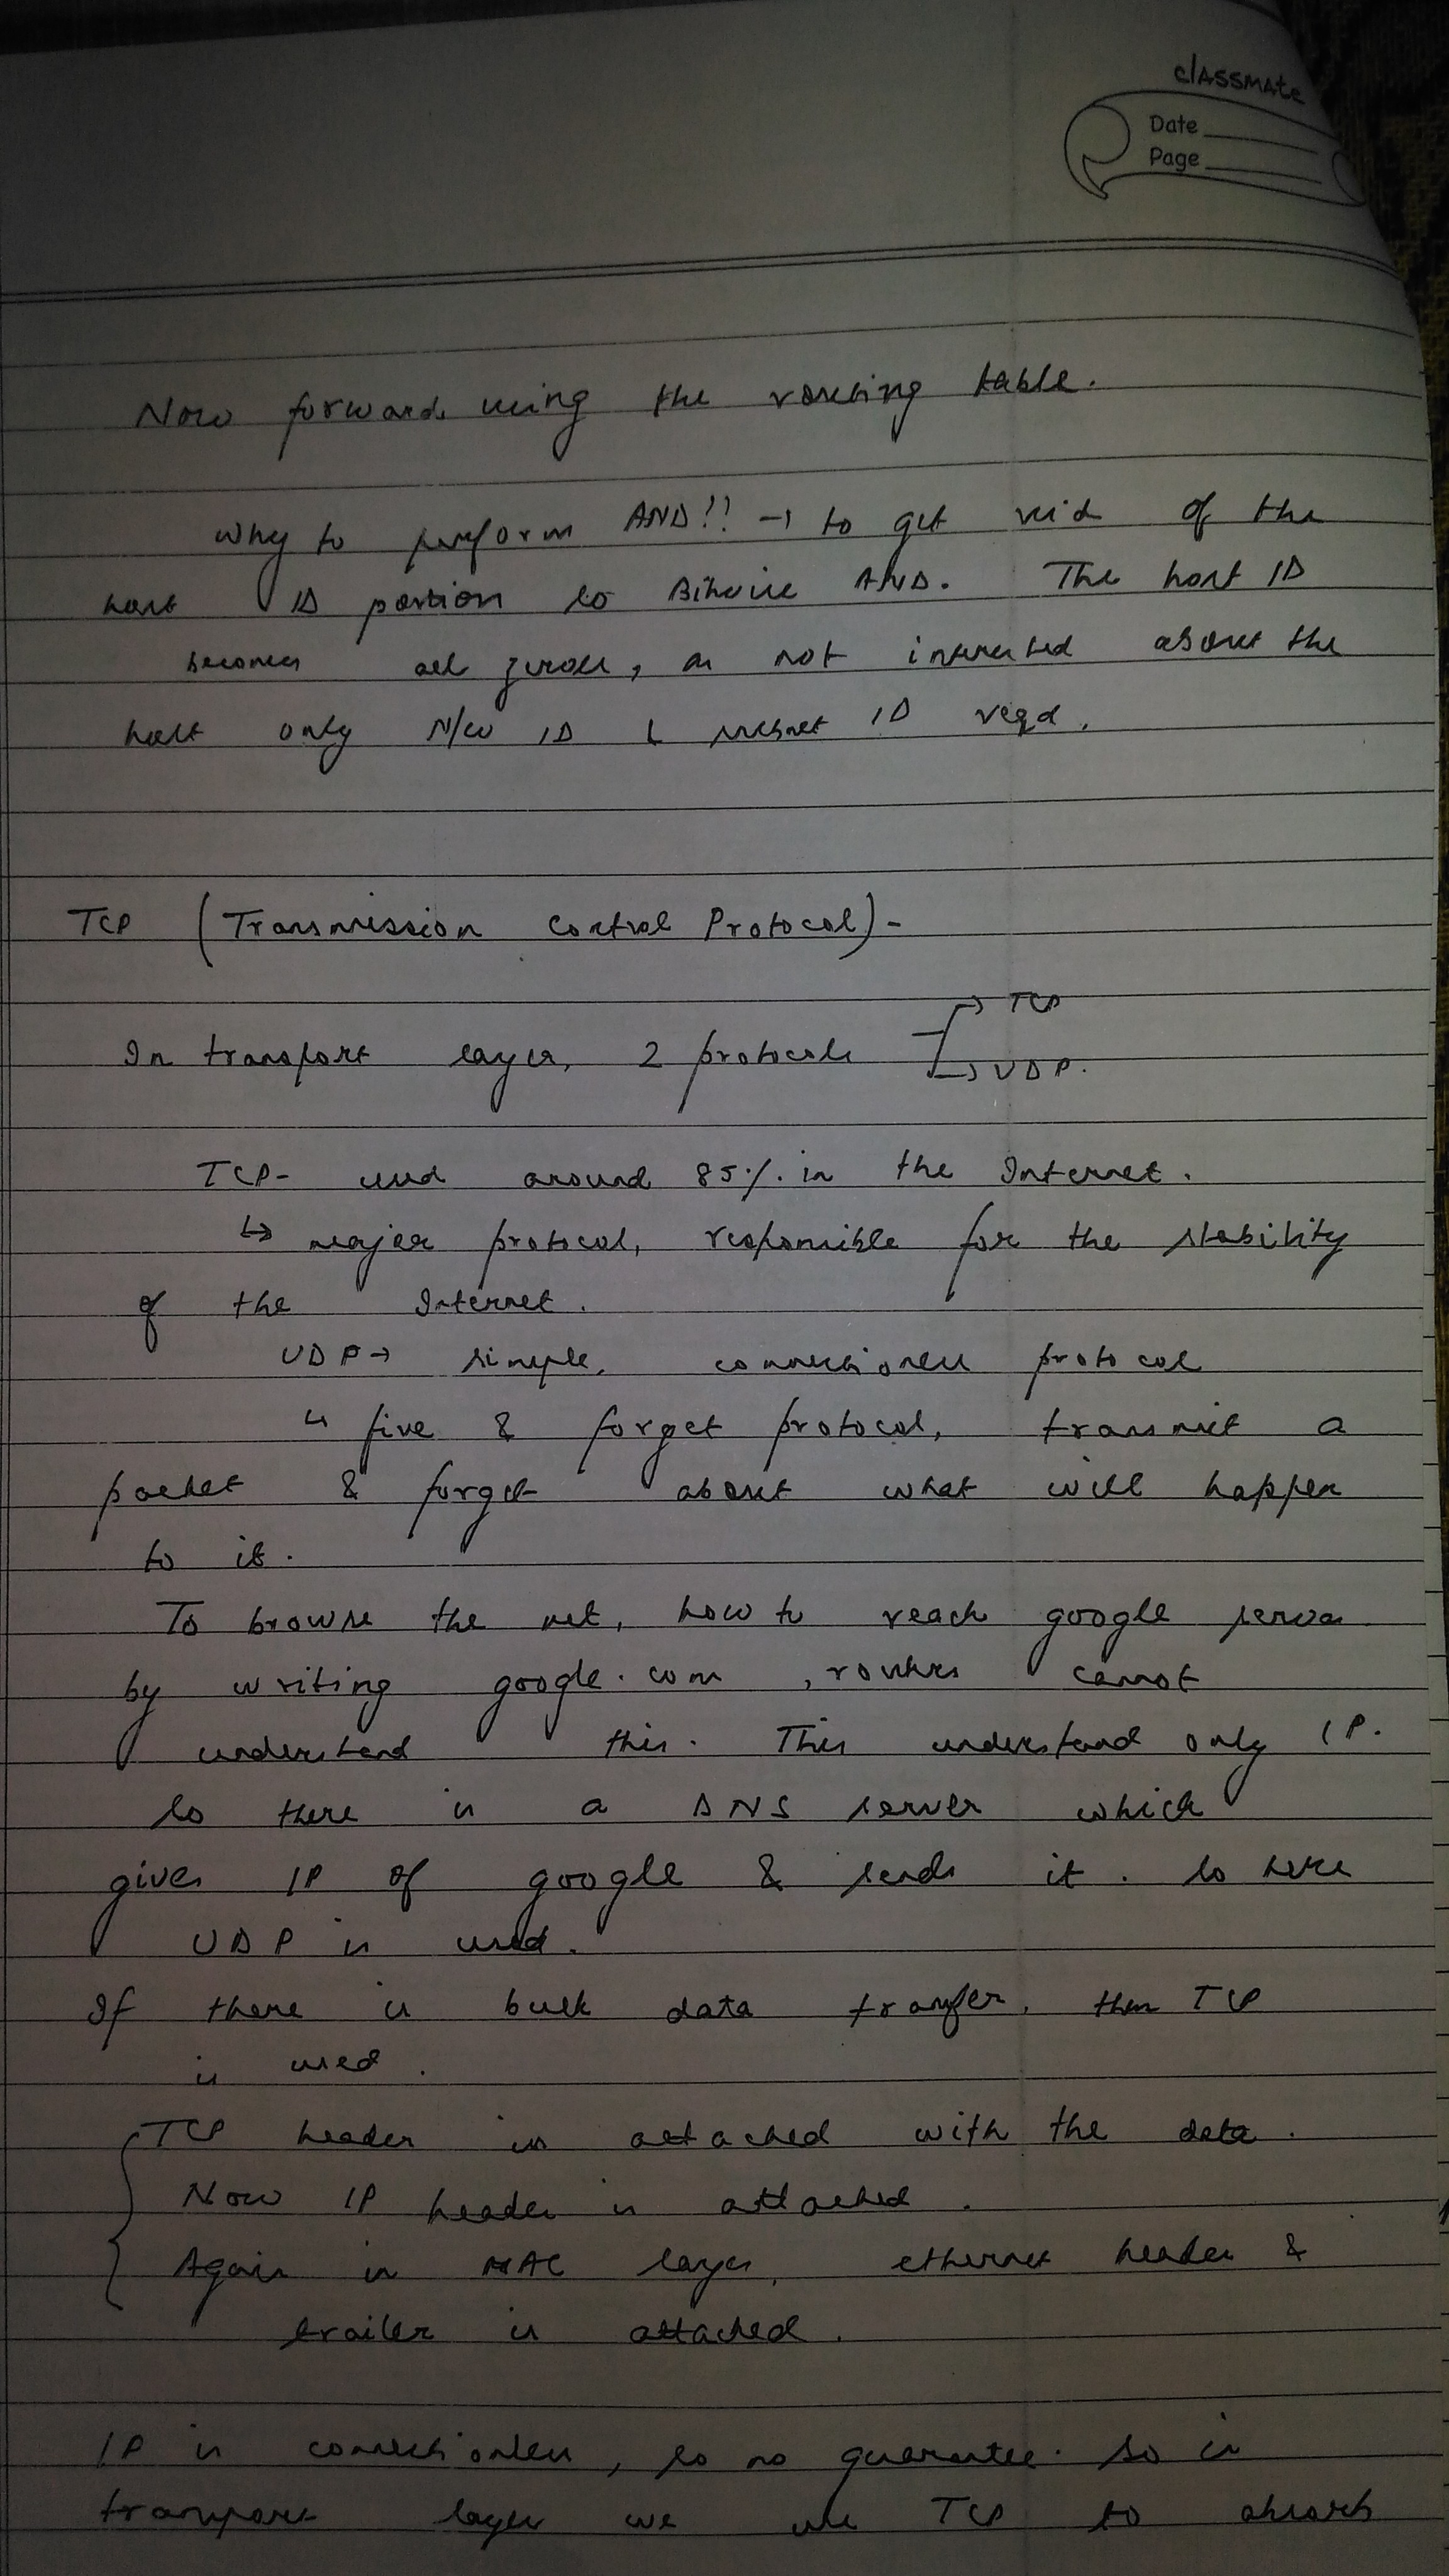 classmate
Date
Page
Now forward using the routing table.
Why to perform AND!! → to get rid of the
host ID portion so Bitwise AND. The host ID
becomes all zeroes, as not interested about the
host only N/W ID & subnet ID reqd.
TCP (Transmission Control Protocol)-
→ TCP
In transport layer, 2 protocols
→ UDP.
TCP- used around 85% in the Internet.
↳ major protocol, responsible for the stability
of the Internet.
UDP → simple, connectionless protocol
↳ fire & forget protocol, transmit a
packet & forget about what will happen
to it.
To browse the net, how to reach google server
by writing google.com, routers cannot
understand this. This understand only IP.
So there is a DNS server which
gives IP of google & sends it. So here
UDP is used.
If there is bulk data transfer, then TCP
is used.
TCP header is attached with the data.
Now IP header is attached.
Again in MAC layer, ethernet header &
trailer is attached.
IP is connectionless, so no guarantee. So in
transport layer we use TCP to absorb